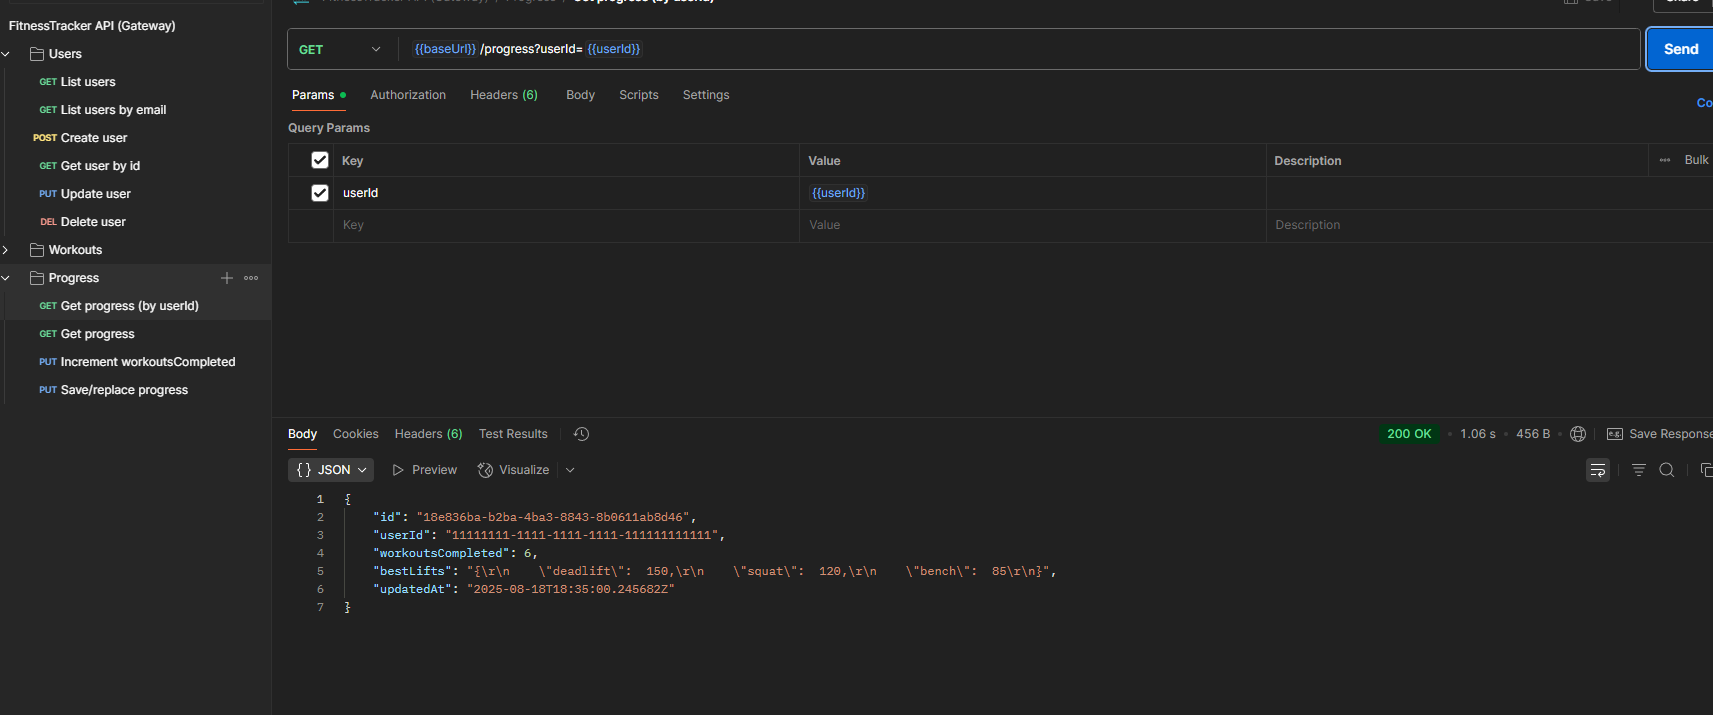 FitnessTracker API (Gateway)
Users
GET List users
GET List users by email
POST Create user
GET Get user by id
PUT Update user
DEL Delete user
Workouts
Progress
GET Get progress (by userId)
GET Get progress
PUT Increment workoutsCompleted
PUT Save/replace progress
GET {{baseUrl}} /progress?userId= {{userId}}
Send
Params Authorization Headers (6) Body Scripts Settings
Co
Query Params
Key Value Description Bulk
userId {{userId}}
Key Value Description
Body Cookies Headers (6) Test Results
200 OK 1.06 s 456 B e.g. Save Response
{} JSON Preview Visualize
1 {
2 "id": "18e836ba-b2ba-4ba3-8843-8b0611ab8d46",
3 "userId": "11111111-1111-1111-1111-111111111111",
4 "workoutsCompleted": 6,
5 "bestLifts": "{\r\n    \"deadlift\":  150,\r\n    \"squat\":  120,\r\n    \"bench\":  85\r\n}",
6 "updatedAt": "2025-08-18T18:35:00.245682Z"
7 }